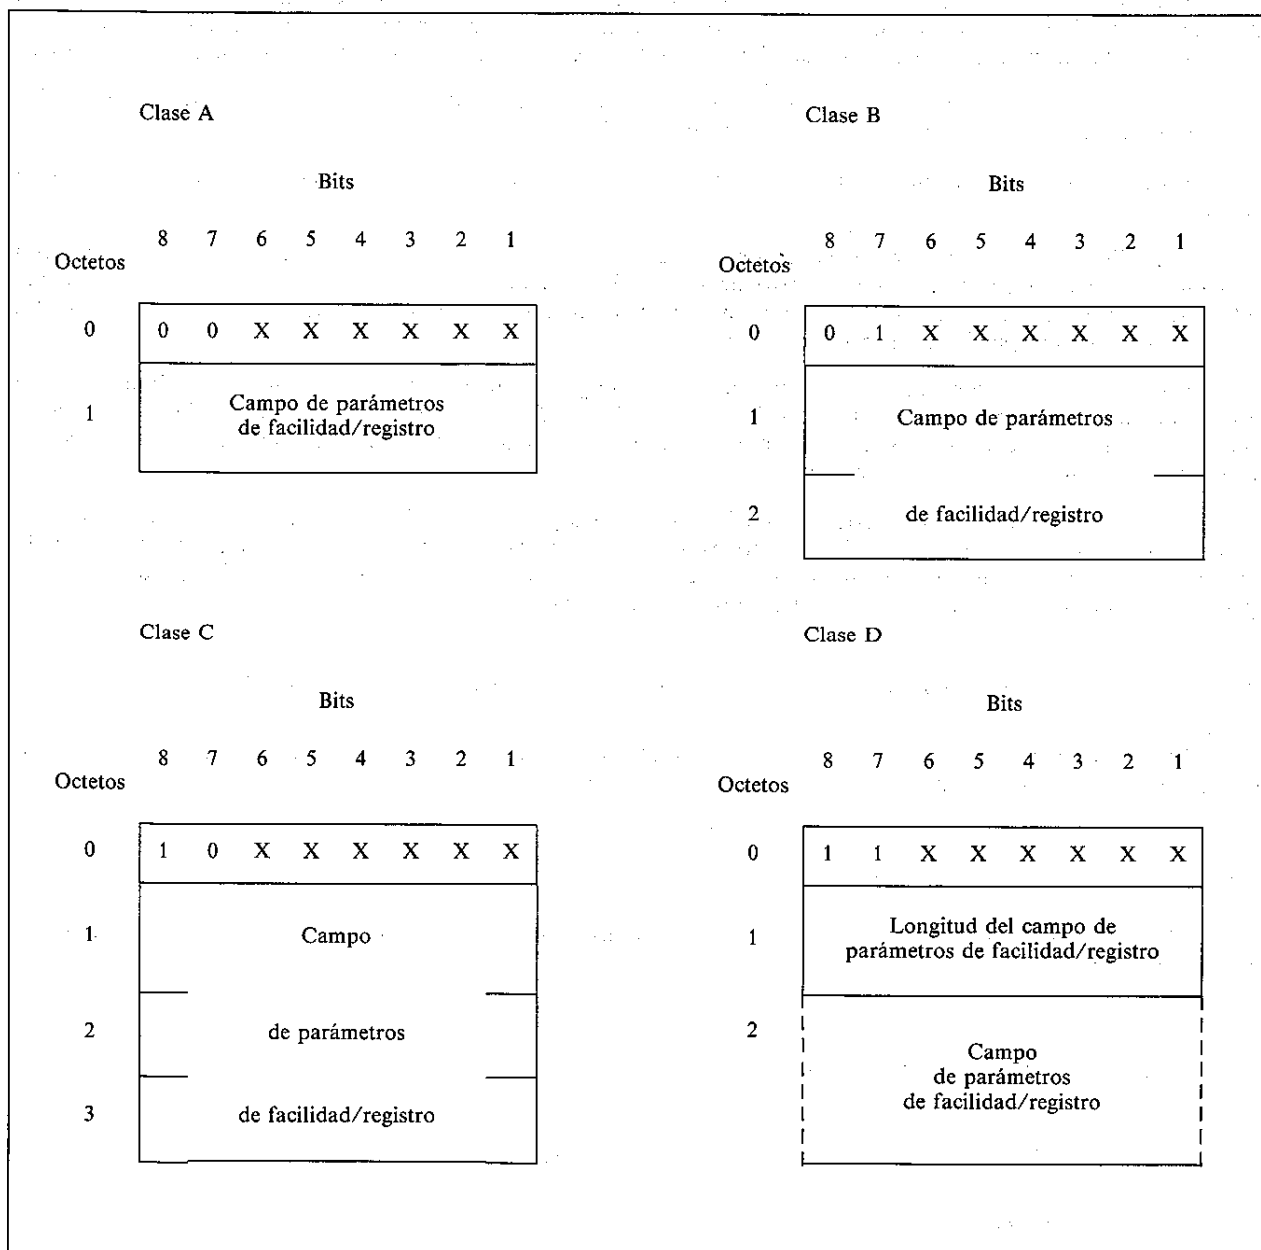 Clase A
Bits
8 7 6 5 4 3 2 1
Octetos
0 0 0 X X X X X X
1 Campo de parámetros
de facilidad/registro
Clase B
Bits
8 7 6 5 4 3 2 1
Octetos
0 0 1 X X X X X X
1 Campo de parámetros
2 de facilidad/registro
Clase C
Bits
8 7 6 5 4 3 2 1
Octetos
0 1 0 X X X X X X
1 Campo
2 de parámetros
3 de facilidad/registro
Clase D
Bits
8 7 6 5 4 3 2 1
Octetos
0 1 1 X X X X X X
1 Longitud del campo de
parámetros de facilidad/registro
2 Campo
de parámetros
de facilidad/registro